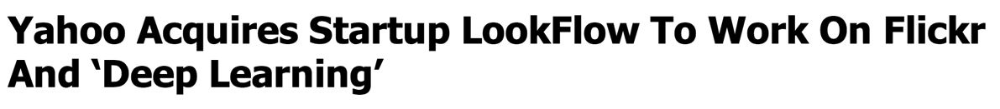 Yahoo Acquires Startup LookFlow To Work On Flickr
And ‘Deep Learning’